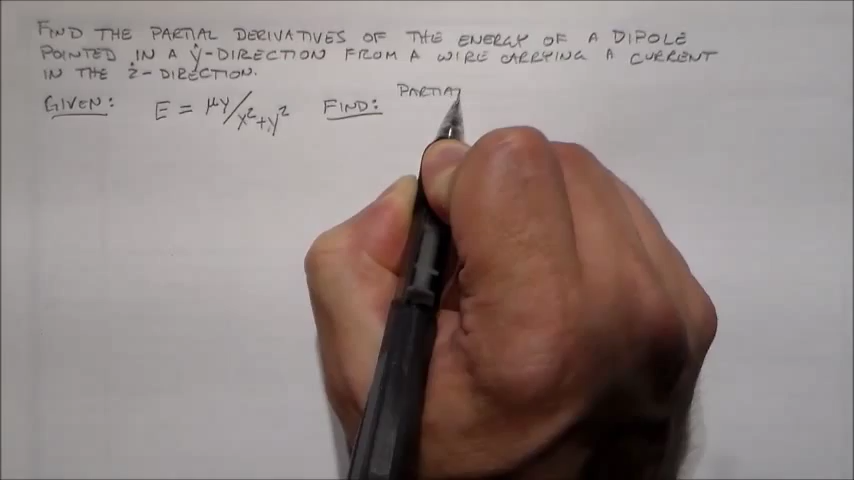 FIND THE PARTIAL DERIVATIVES OF THE ENERGY OF A DIPOLE
POINTED IN A ŷ-DIRECTION FROM A WIRE CARRYING A CURRENT
IN THE ẑ-DIRECTION.
GIVEN: E = μy/x²+y² FIND: PARTIAL